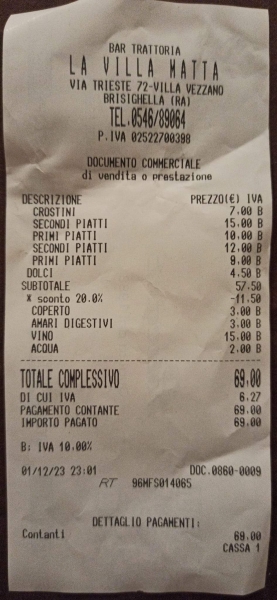 BAR TRATTORIA
LA VILLA MATTA
VIA TRIESTE 72-VILLA VEZZANO
BRISIGHELLA (RA)
TEL.0546/89064
P.IVA 02522700398
DOCUMENTO COMMERCIALE
di vendita o prestazione
DESCRIZIONE PREZZO(€) IVA
CROSTINI 7.00 B
SECONDI PIATTI 15.00 B
PRIMI PIATTI 10.00 B
SECONDI PIATTI 12.00 B
PRIMI PIATTI 9.00 B
DOLCI 4.50 B
SUBTOTALE 57.50
* sconto 20.0% -11.50
COPERTO 3.00 B
AMARI DIGESTIVI 3.00 B
VINO 15.00 B
ACQUA 2.00 B
TOTALE COMPLESSIVO 69.00
DI CUI IVA 6.27
PAGAMENTO CONTANTE 69.00
IMPORTO PAGATO 69.00
B: IVA 10.00%
01/12/23 23:01 DOC.0860-0009
RT 96MFS014065
DETTAGLIO PAGAMENTI:
Contanti 69.00
CASSA 1